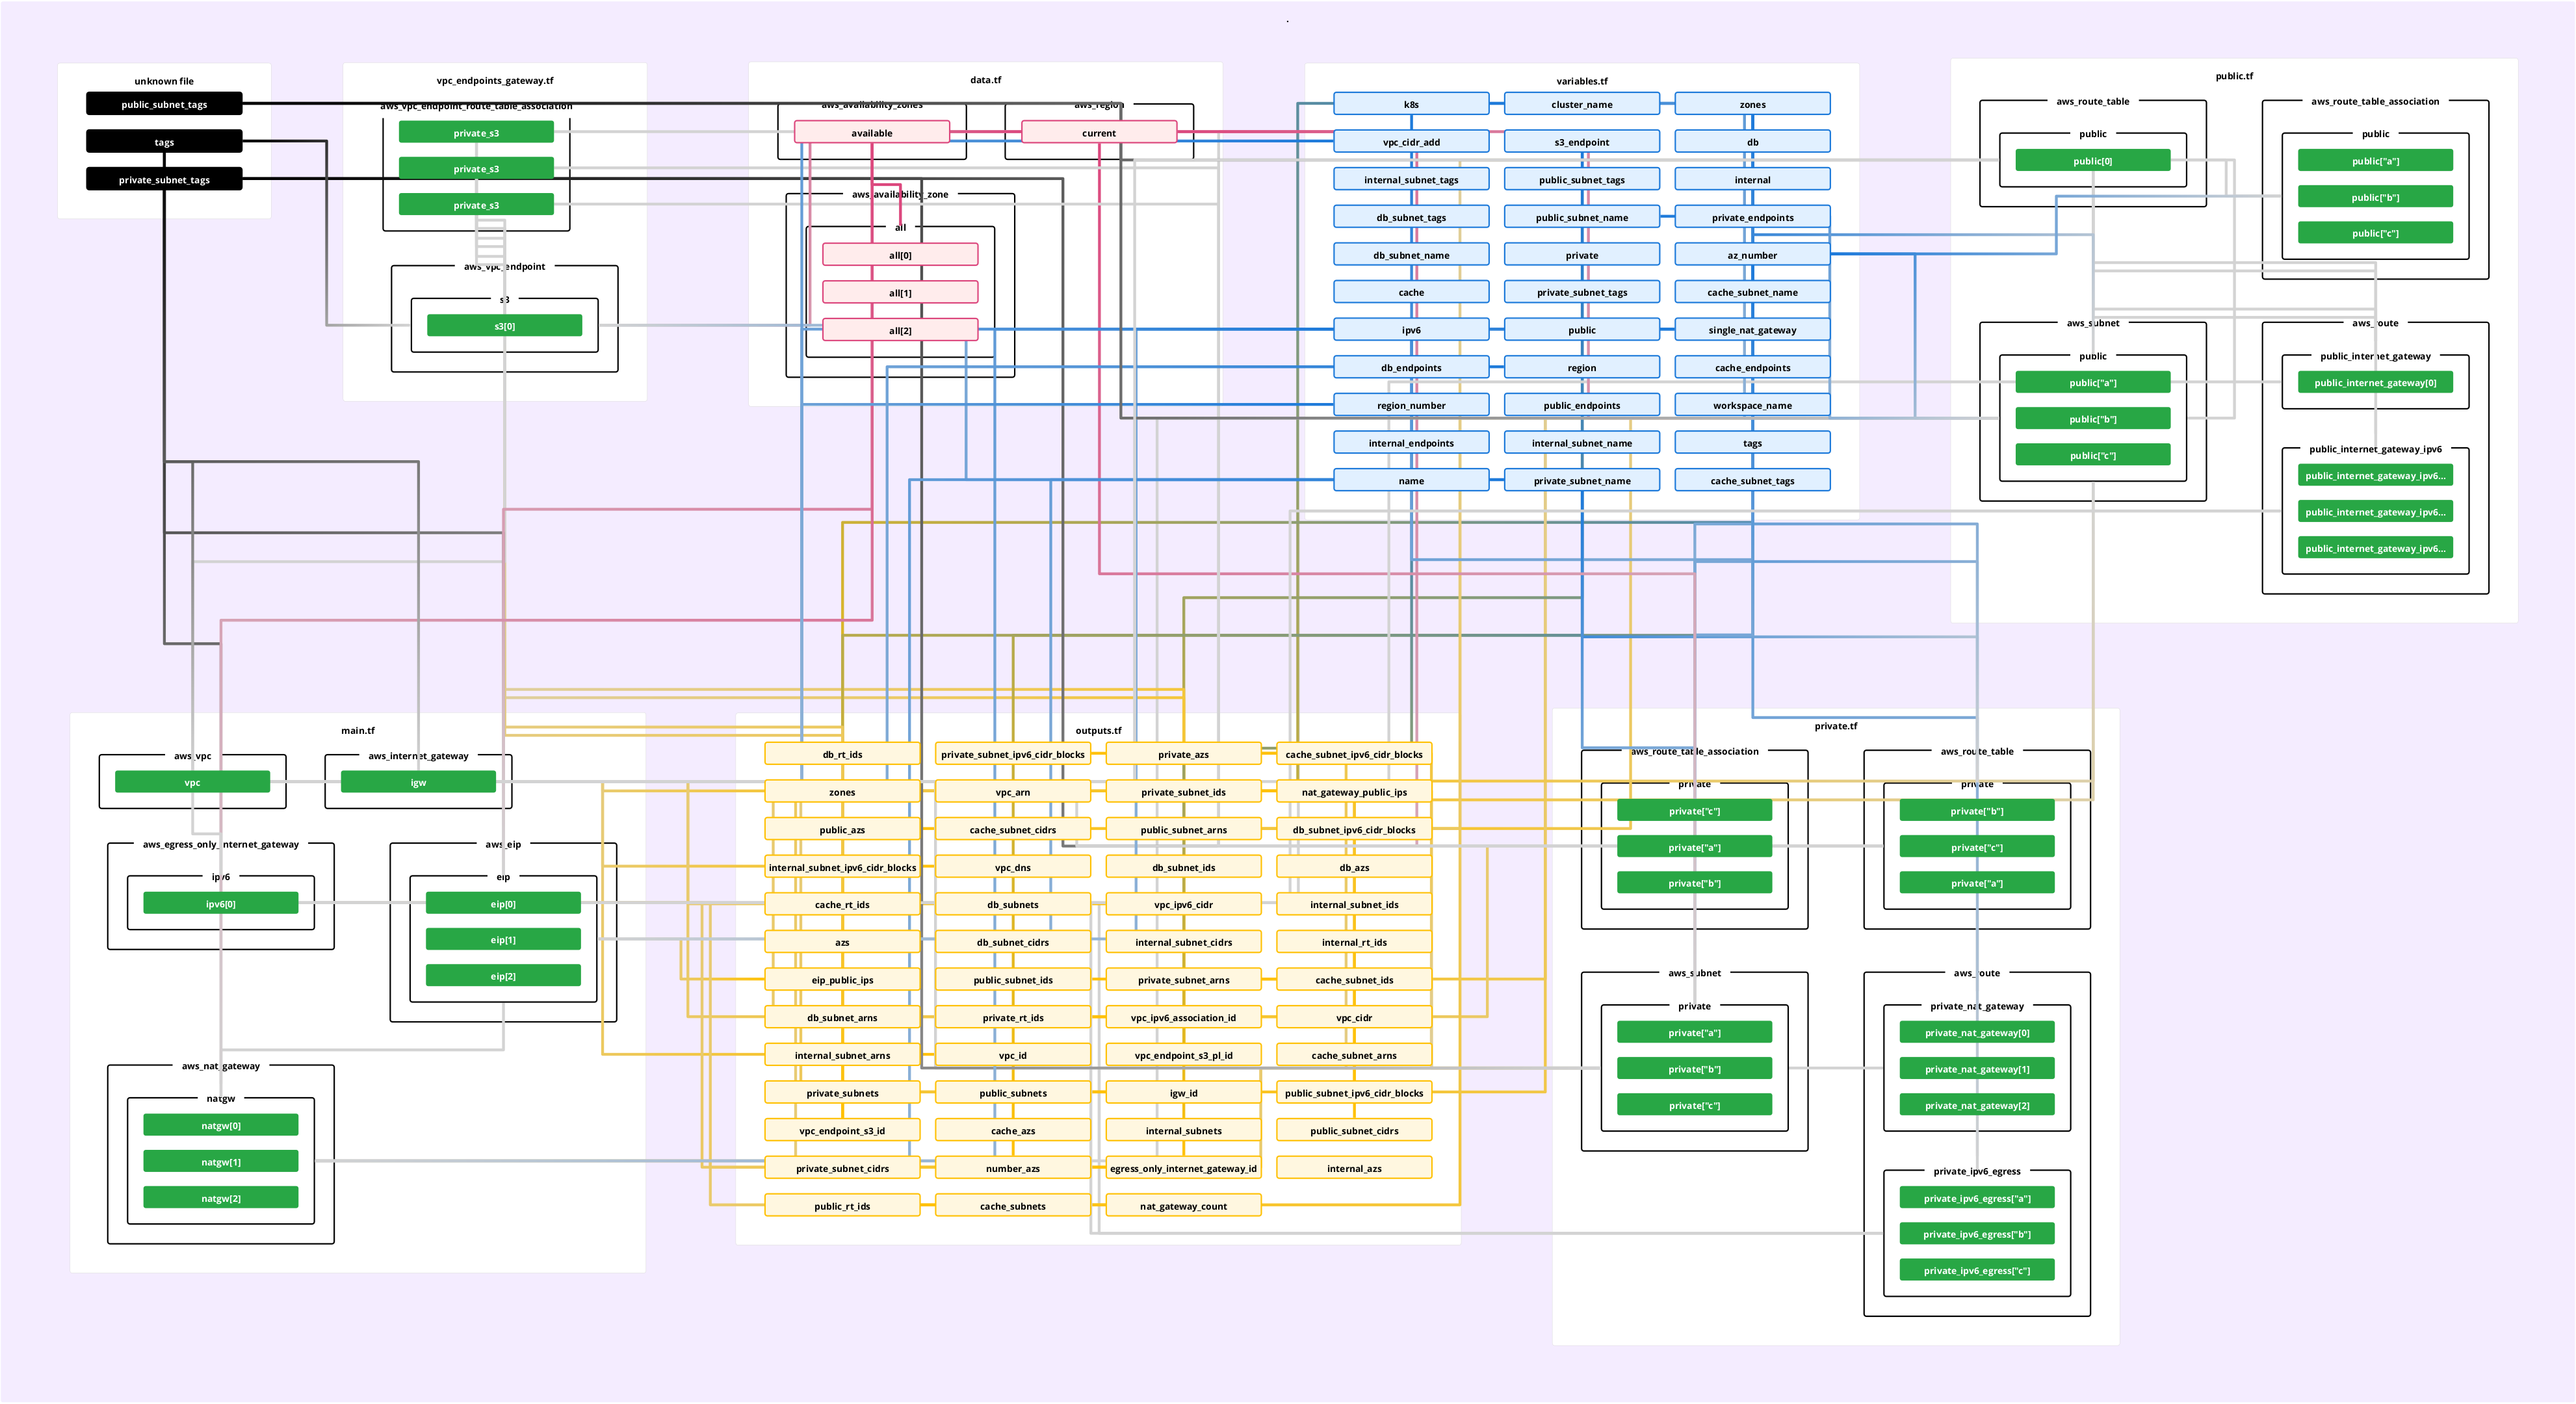 .
unknown file
public_subnet_tags
tags
private_subnet_tags
vpc_endpoints_gateway.tf
aws_vpc_endpoint_route_table_association
private_s3
private_s3
private_s3
aws_vpc_endpoint
s3
s3[0]
data.tf
aws_availability_zones
available
aws_region
current
aws_availability_zone
all
all[0]
all[1]
all[2]
variables.tf
k8s cluster_name zones
vpc_cidr_add s3_endpoint db
internal_subnet_tags public_subnet_tags internal
db_subnet_tags public_subnet_name private_endpoints
db_subnet_name private az_number
cache private_subnet_tags cache_subnet_name
ipv6 public single_nat_gateway
db_endpoints region cache_endpoints
region_number public_endpoints workspace_name
internal_endpoints internal_subnet_name tags
name private_subnet_name cache_subnet_tags
public.tf
aws_route_table
public
public[0]
aws_route_table_association
public
public["a"]
public["b"]
public["c"]
aws_subnet
public
public["a"]
public["b"]
public["c"]
aws_route
public_internet_gateway
public_internet_gateway[0]
public_internet_gateway_ipv6
public_internet_gateway_ipv6...
public_internet_gateway_ipv6...
public_internet_gateway_ipv6...
main.tf
aws_vpc
vpc
aws_internet_gateway
igw
aws_egress_only_internet_gateway
ipv6
ipv6[0]
aws_eip
eip
eip[0]
eip[1]
eip[2]
aws_nat_gateway
natgw
natgw[0]
natgw[1]
natgw[2]
outputs.tf
db_rt_ids private_subnet_ipv6_cidr_blocks private_azs cache_subnet_ipv6_cidr_blocks
zones vpc_arn private_subnet_ids nat_gateway_public_ips
public_azs cache_subnet_cidrs public_subnet_arns db_subnet_ipv6_cidr_blocks
internal_subnet_ipv6_cidr_blocks vpc_dns db_subnet_ids db_azs
cache_rt_ids db_subnets vpc_ipv6_cidr internal_subnet_ids
azs db_subnet_cidrs internal_subnet_cidrs internal_rt_ids
eip_public_ips public_subnet_ids private_subnet_arns cache_subnet_ids
db_subnet_arns private_rt_ids vpc_ipv6_association_id vpc_cidr
internal_subnet_arns vpc_id vpc_endpoint_s3_pl_id cache_subnet_arns
private_subnets public_subnets igw_id public_subnet_ipv6_cidr_blocks
vpc_endpoint_s3_id cache_azs internal_subnets public_subnet_cidrs
private_subnet_cidrs number_azs egress_only_internet_gateway_id internal_azs
public_rt_ids cache_subnets nat_gateway_count
private.tf
aws_route_table_association
private
private["c"]
private["a"]
private["b"]
aws_route_table
private
private["b"]
private["c"]
private["a"]
aws_subnet
private
private["a"]
private["b"]
private["c"]
aws_route
private_nat_gateway
private_nat_gateway[0]
private_nat_gateway[1]
private_nat_gateway[2]
private_ipv6_egress
private_ipv6_egress["a"]
private_ipv6_egress["b"]
private_ipv6_egress["c"]